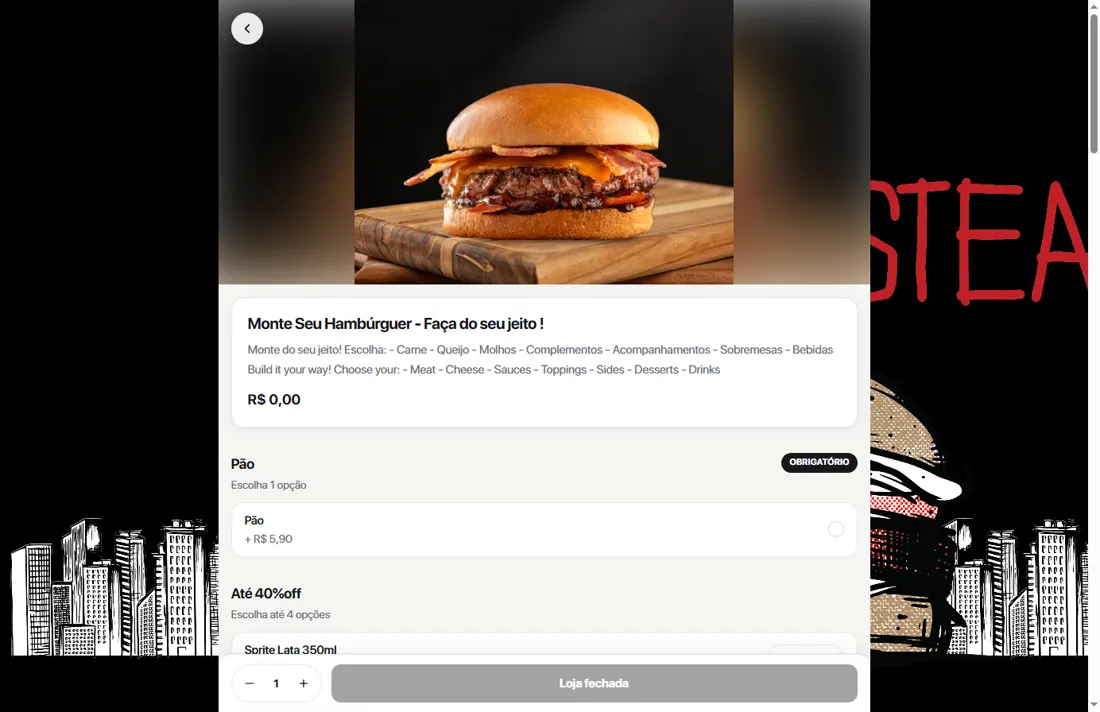 STEA
Monte Seu Hambúrguer - Faça do seu jeito !
Monte do seu jeito! Escolha: - Carne - Queijo - Molhos - Complementos - Acompanhamentos - Sobremesas - Bebidas
Build it your way! Choose your: - Meat - Cheese - Sauces - Toppings - Sides - Desserts - Drinks
R$ 0,00
Pão
OBRIGATÓRIO
Escolha 1 opção
Pão
+ R$ 5,90
Até 40%off
Escolha até 4 opções
Sprite Lata 350ml
− 1 +
Loja fechada